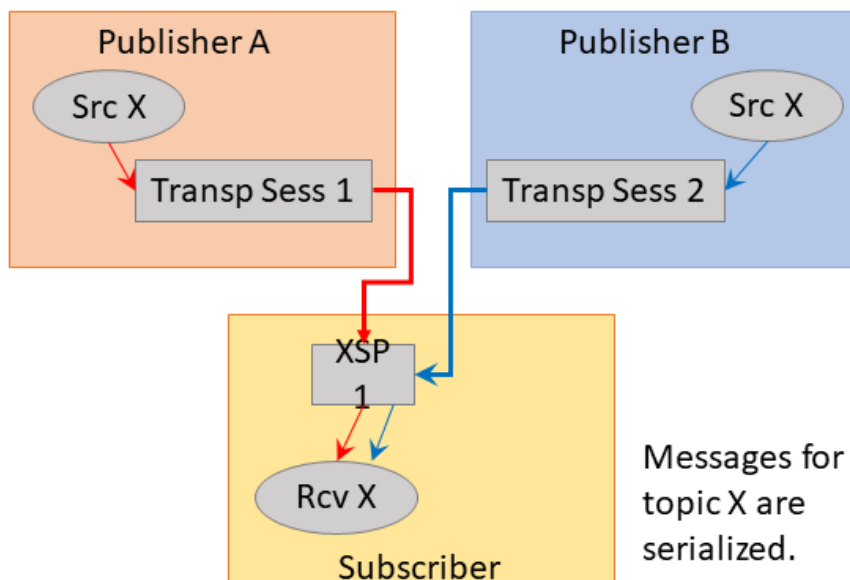 Publisher A
Src X
Transp Sess 1
Publisher B
Src X
Transp Sess 2
XSP
1
Rcv X
Subscriber
Messages for
topic X are
serialized.